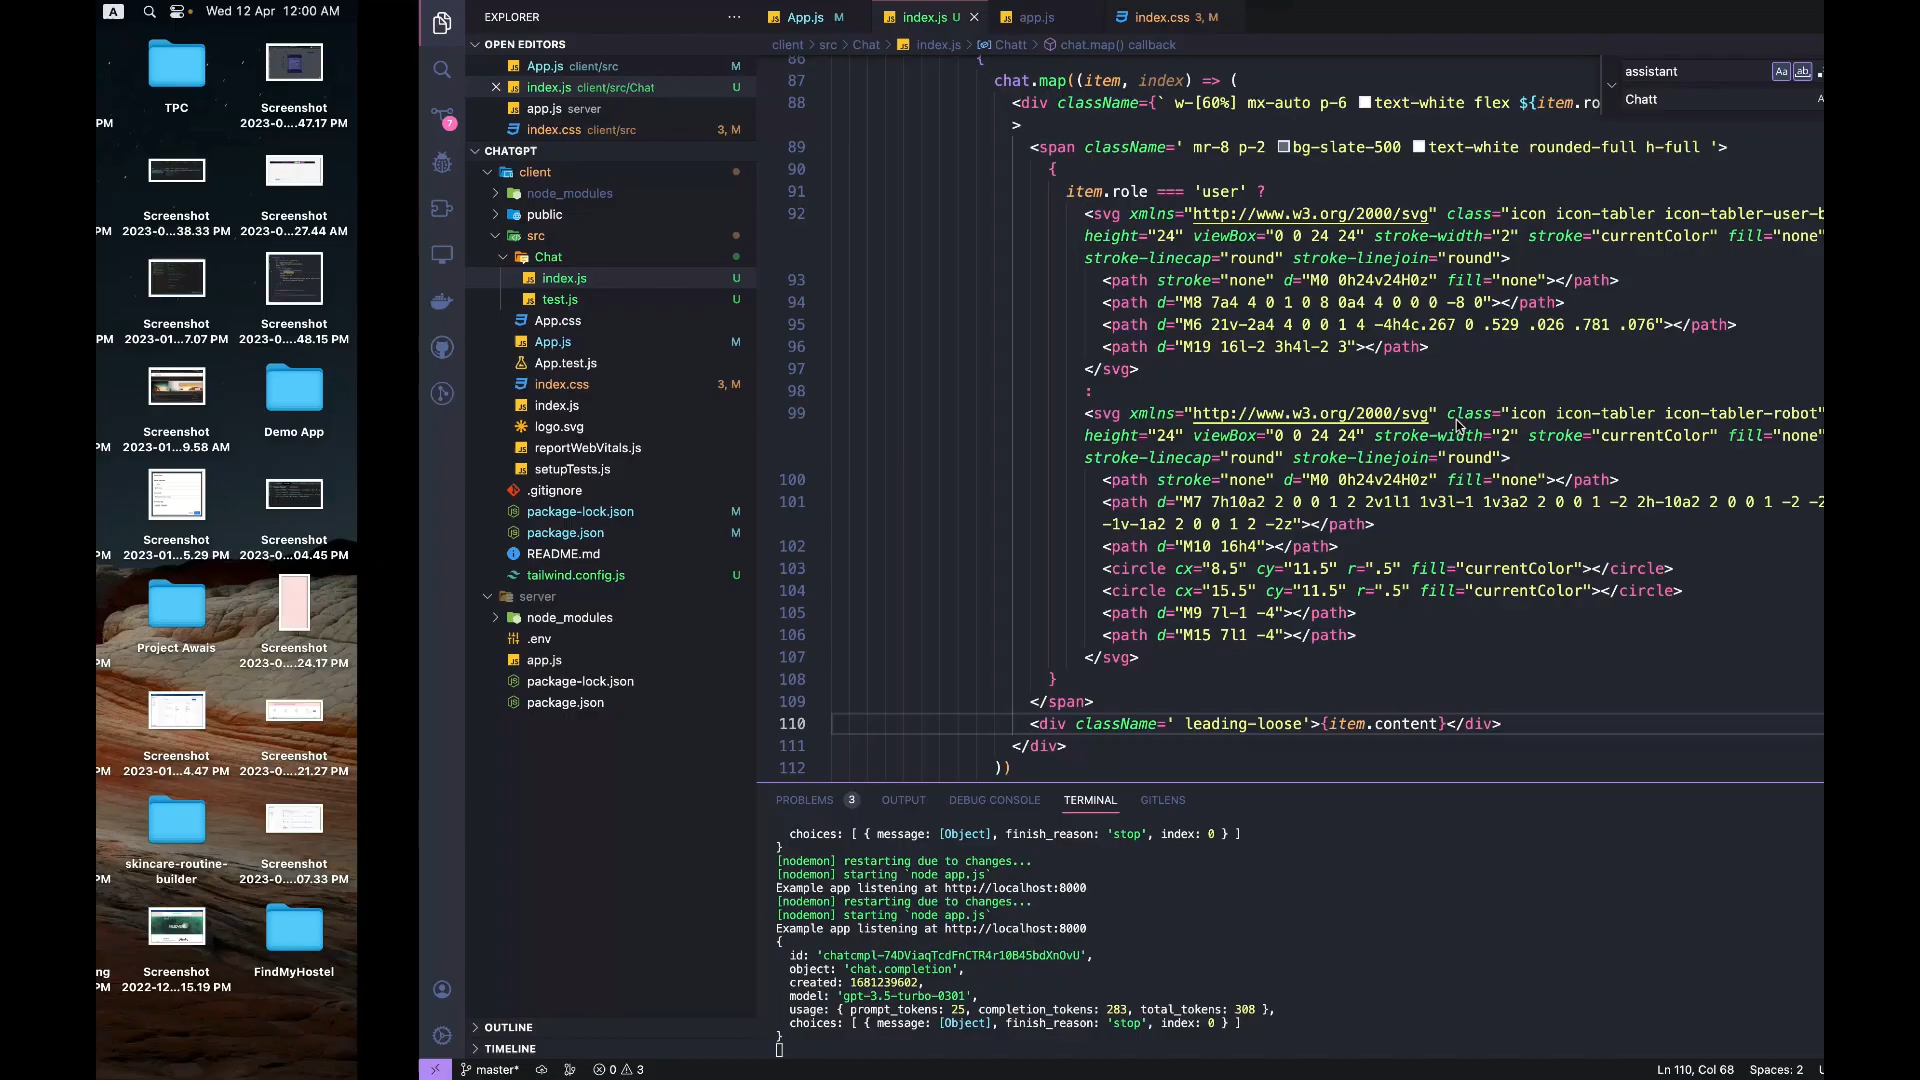 A
Wed 12 Apr 12:00 AM
TPC
Screenshot
2023-0....47.17 PM
PM
Screenshot
2023-0...38.33 PM
Screenshot
2023-0...27.44 AM
PM
Screenshot
2023-01...7.07 PM
Screenshot
2023-0....48.15 PM
PM
Screenshot
2023-01...9.58 AM
Demo App
PM
Screenshot
2023-01...5.29 PM
Screenshot
2023-0....04.45 PM
PM
Project Awais
Screenshot
2023-0....24.17 PM
PM
Screenshot
2023-01...4.47 PM
Screenshot
2023-0....21.27 PM
PM
skincare-routine-
builder
Screenshot
2023-0....07.33 PM
PM
ng
PM
Screenshot
2022-12...15.19 PM
FindMyHostel
7
EXPLORER
OPEN EDITORS
App.js client/src M
index.js client/src/Chat U
app.js server
index.css client/src 3, M
CHATGPT
client
node_modules
public
src
Chat
index.js U
test.js U
App.css
App.js M
App.test.js
index.css 3, M
index.js
logo.svg
reportWebVitals.js
setupTests.js
.gitignore
package-lock.json M
package.json M
README.md
tailwind.config.js U
server
node_modules
.env
app.js
package-lock.json
package.json
OUTLINE
TIMELINE
App.js M
index.js U
app.js
index.css 3, M
client > src > Chat > index.js > Chatt > chat.map() callback
assistant Aa ab
Chatt
86 {
87 chat.map((item, index) => (
88 <div className={` w-[60%] mx-auto p-6 text-white flex ${item.ro
>
89 <span className=' mr-8 p-2 bg-slate-500 text-white rounded-full h-full '>
90 {
91 item.role === 'user' ?
92 <svg xmlns="http://www.w3.org/2000/svg" class="icon icon-tabler icon-tabler-user-b
height="24" viewBox="0 0 24 24" stroke-width="2" stroke="currentColor" fill="none"
stroke-linecap="round" stroke-linejoin="round">
93 <path stroke="none" d="M0 0h24v24H0z" fill="none"></path>
94 <path d="M8 7a4 4 0 1 0 8 0a4 4 0 0 0 -8 0"></path>
95 <path d="M6 21v-2a4 4 0 0 1 4 -4h4c.267 0 .529 .026 .781 .076"></path>
96 <path d="M19 16l-2 3h4l-2 3"></path>
97 </svg>
98 :
99 <svg xmlns="http://www.w3.org/2000/svg" class="icon icon-tabler icon-tabler-robot"
height="24" viewBox="0 0 24 24" stroke-width="2" stroke="currentColor" fill="none"
stroke-linecap="round" stroke-linejoin="round">
100 <path stroke="none" d="M0 0h24v24H0z" fill="none"></path>
101 <path d="M7 7h10a2 2 0 0 1 2 2v1l1 1v3l-1 1v3a2 2 0 0 1 -2 2h-10a2 2 0 0 1 -2 -2
-1v-1a2 2 0 0 1 2 -2z"></path>
102 <path d="M10 16h4"></path>
103 <circle cx="8.5" cy="11.5" r=".5" fill="currentColor"></circle>
104 <circle cx="15.5" cy="11.5" r=".5" fill="currentColor"></circle>
105 <path d="M9 7l-1 -4"></path>
106 <path d="M15 7l1 -4"></path>
107 </svg>
108 }
109 </span>
110 <div className=' leading-loose'>{item.content}</div>
111 </div>
112 ))
PROBLEMS 3 OUTPUT DEBUG CONSOLE TERMINAL GITLENS
choices: [ { message: [Object], finish_reason: 'stop', index: 0 } ]
}
[nodemon] restarting due to changes...
[nodemon] starting `node app.js`
Example app listening at http://localhost:8000
[nodemon] restarting due to changes...
[nodemon] starting `node app.js`
Example app listening at http://localhost:8000
{
id: 'chatcmpl-74DViaqTcdFnCTR4r10B45bdXnOvU',
object: 'chat.completion',
created: 1681239602,
model: 'gpt-3.5-turbo-0301',
usage: { prompt_tokens: 25, completion_tokens: 283, total_tokens: 308 },
choices: [ { message: [Object], finish_reason: 'stop', index: 0 } ]
}
master* 0 3
Ln 110, Col 68 Spaces: 2